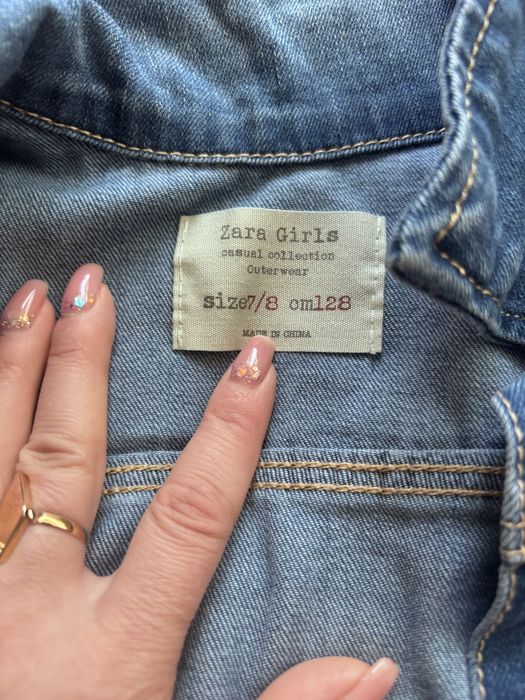 Zara Girls
casual collection
Outerwear
size7/8 cm128
MADE IN CHINA